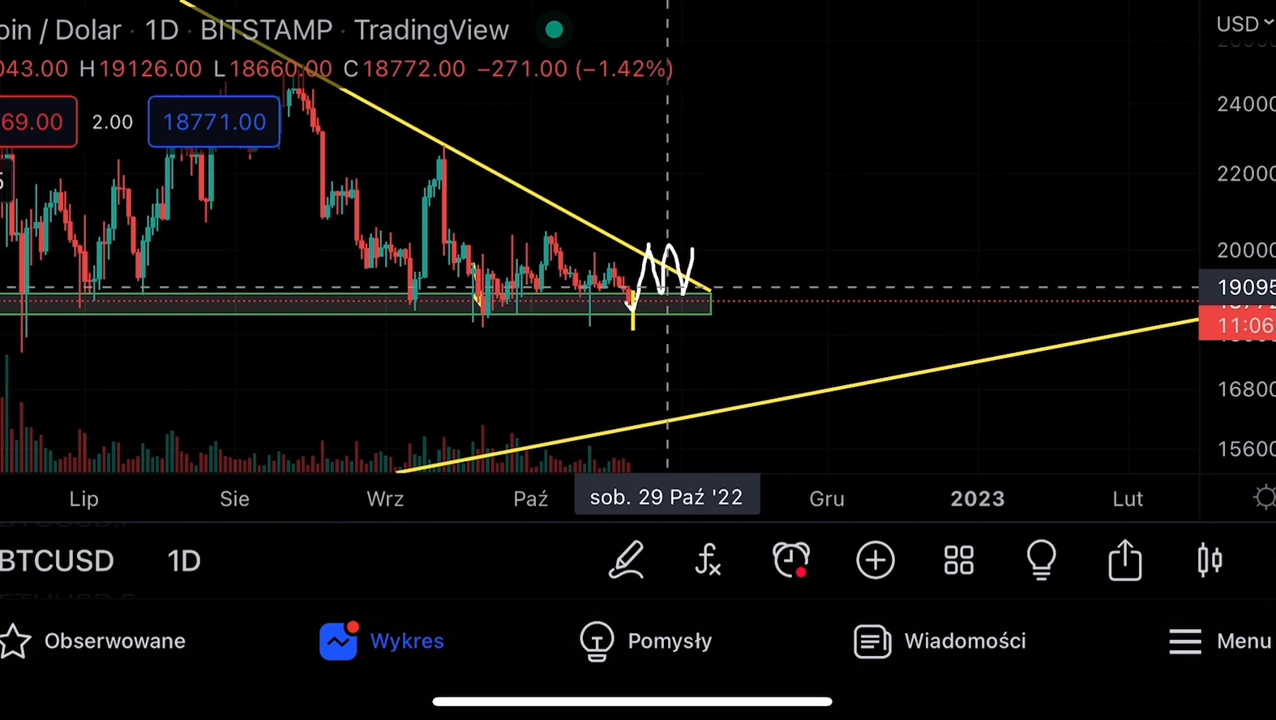 oin / Dolar · 1D · BITSTAMP · TradingView
USD
043.00 H19126.00 L18660.00 C18772.00 −271.00 (−1.42%)
24000
69.00 2.00 18771.00
22000
5
20000
19095
11:06
16800
15600
Lip Sie Wrz Paź sob. 29 Paź '22 Gru 2023 Lut
BTCUSD 1D
Obserwowane Wykres Pomysły Wiadomości Menu